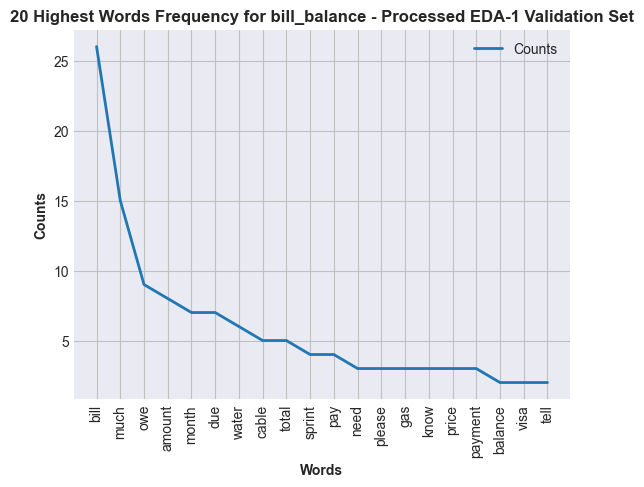 20 Highest Words Frequency for bill_balance - Processed EDA-1 Validation Set
Counts
25
20
15
10
5
Counts
bill
much
owe
amount
month
due
water
cable
total
sprint
pay
need
please
gas
know
price
payment
balance
visa
tell
Words